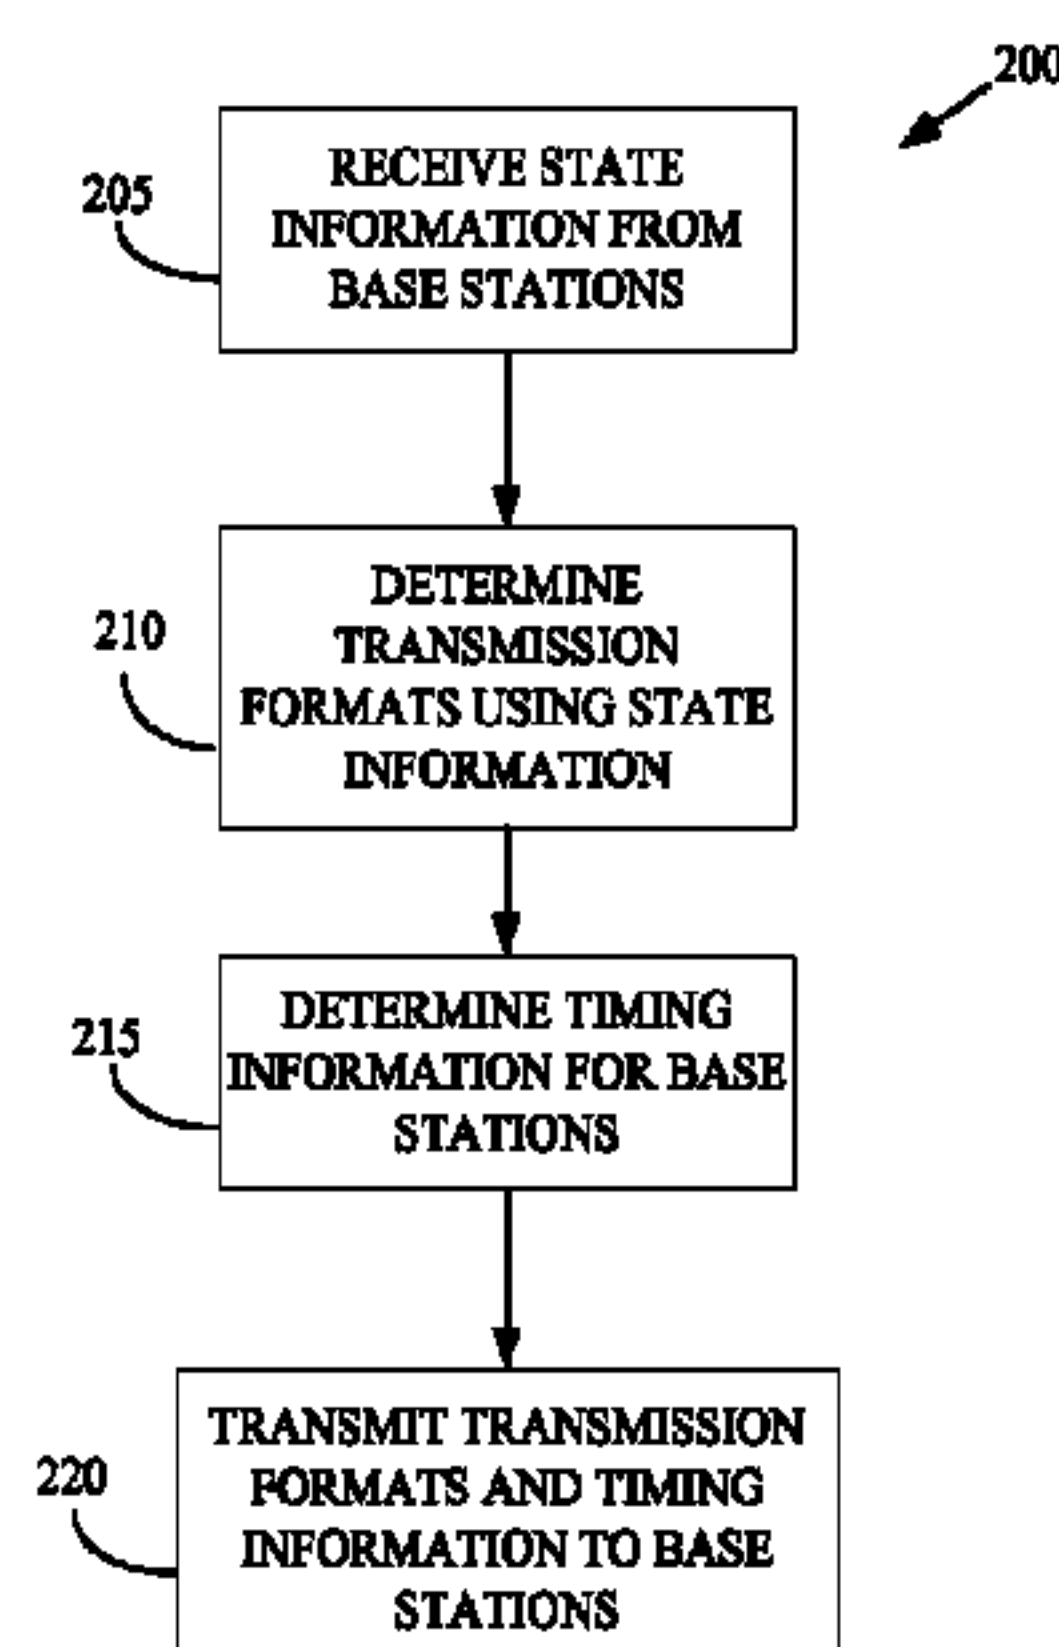 200
205
RECEIVE STATE
INFORMATION FROM
BASE STATIONS
210
DETERMINE
TRANSMISSION
FORMATS USING STATE
INFORMATION
215
DETERMINE TIMING
INFORMATION FOR BASE
STATIONS
220
TRANSMIT TRANSMISSION
FORMATS AND TIMING
INFORMATION TO BASE
STATIONS